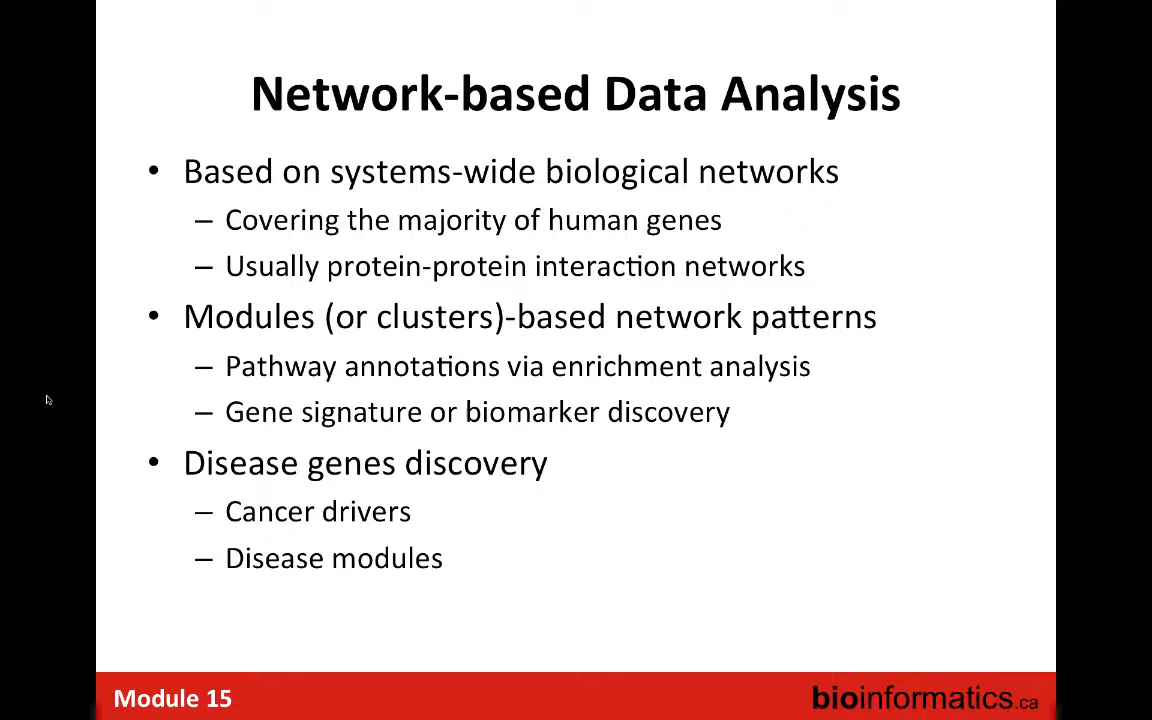 Network-based Data Analysis
• Based on systems-wide biological networks
– Covering the majority of human genes
– Usually protein-protein interaction networks
• Modules (or clusters)-based network patterns
– Pathway annotations via enrichment analysis
– Gene signature or biomarker discovery
• Disease genes discovery
– Cancer drivers
– Disease modules
Module 15
bioinformatics.ca